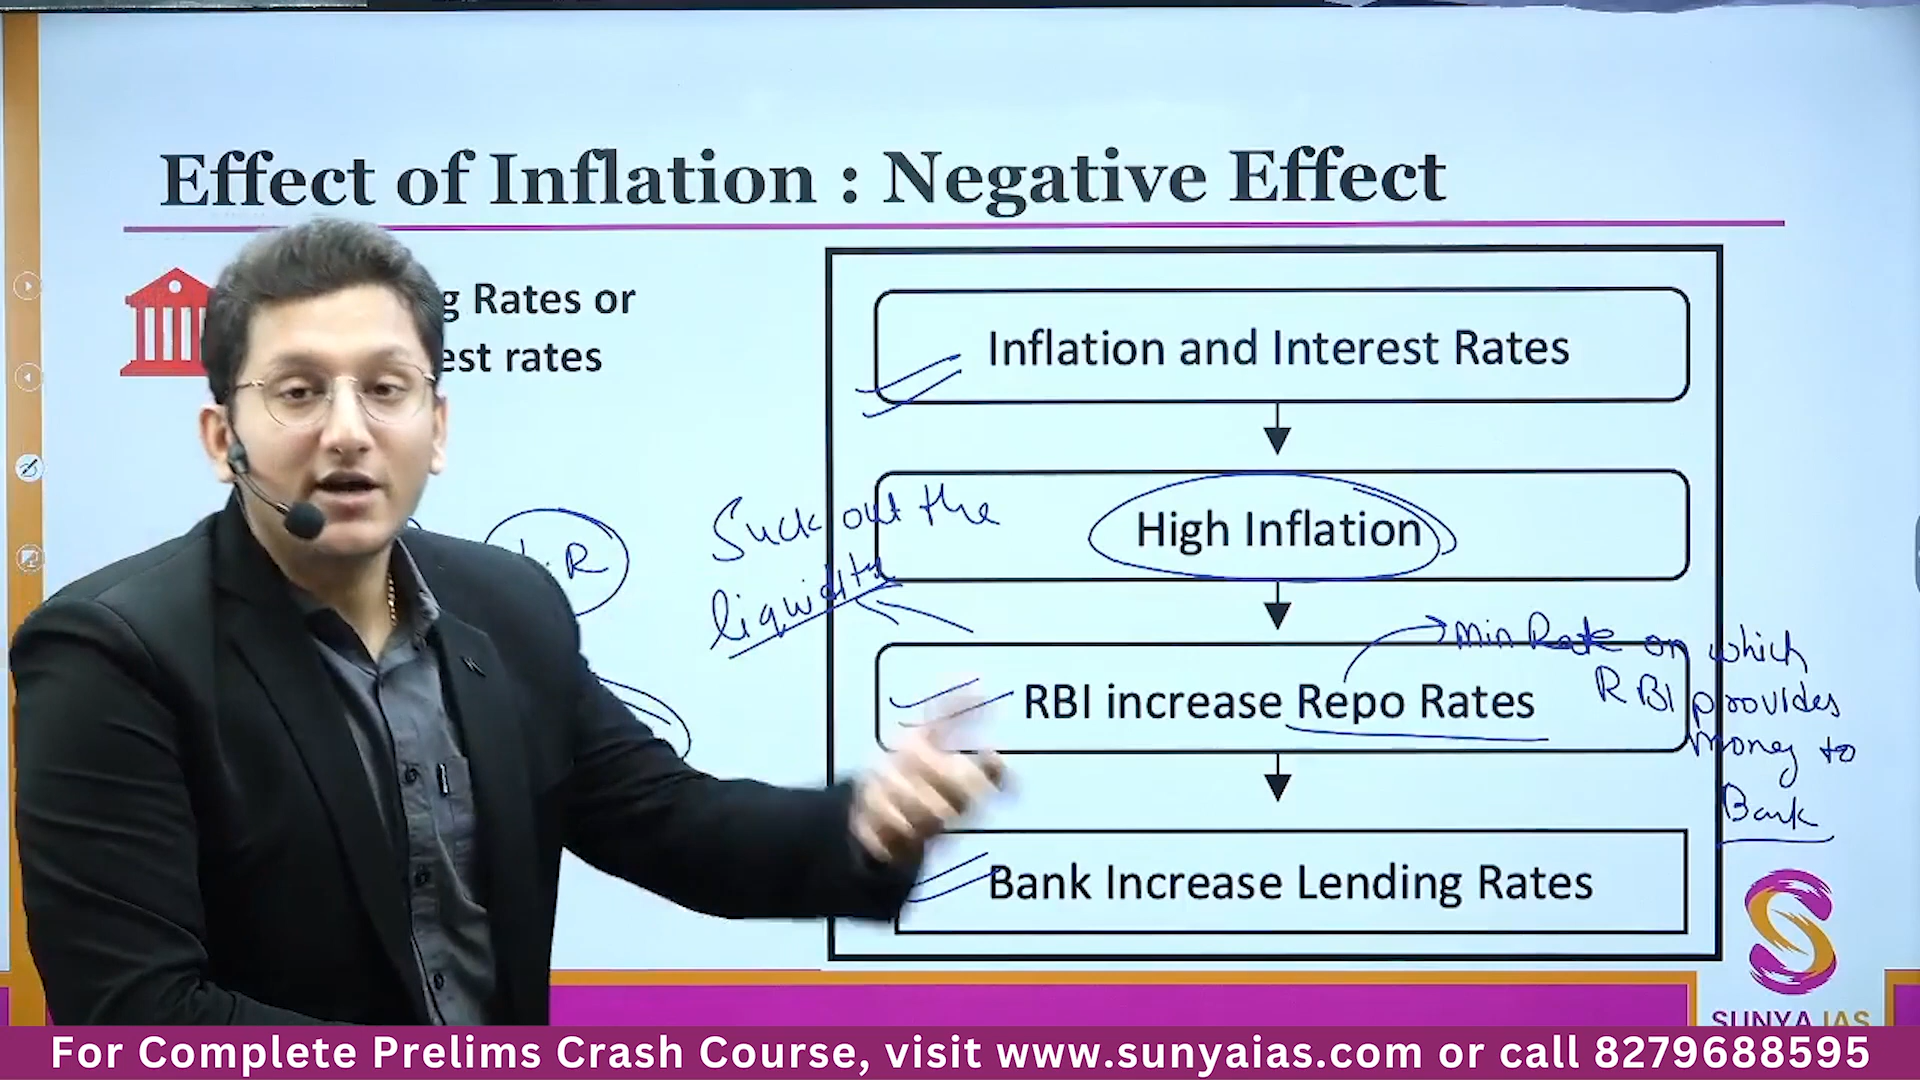 Effect of Inflation : Negative Effect
g Rates or
est rates
Inflation and Interest Rates
High Inflation
Suck out the
liquidity
RBI increase Repo Rates
Min Rate on which
RBI provides
money to
Bank
Bank Increase Lending Rates
SUNYA IAS
For Complete Prelims Crash Course, visit www.sunyaias.com or call 8279688595